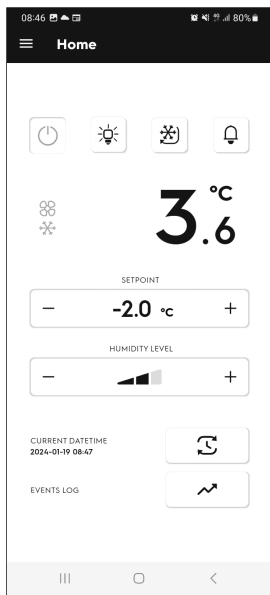 08:46 4G 80%
Home
3.6 °C
SETPOINT
− -2.0 °C +
HUMIDITY LEVEL
− +
CURRENT DATETIME
2024-01-19 08:47
EVENTS LOG